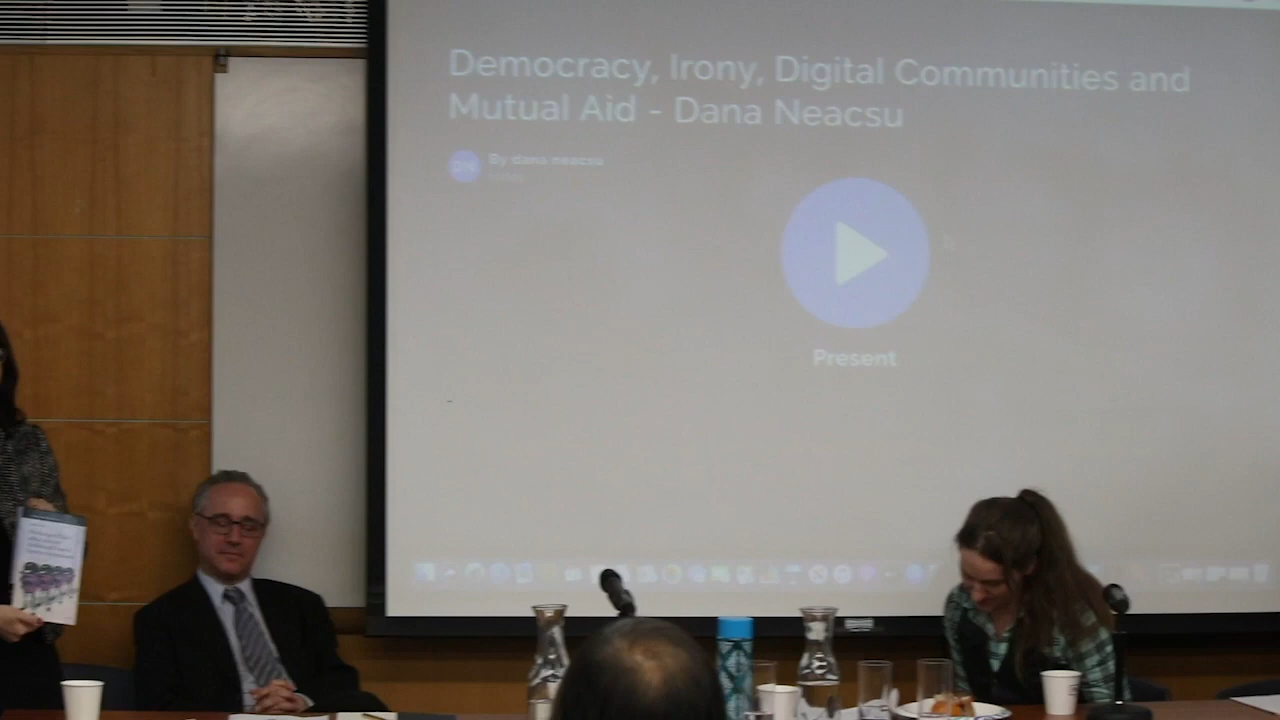 Democracy, Irony, Digital Communities and
Mutual Aid - Dana Neacsu
By dana neacsu
Present